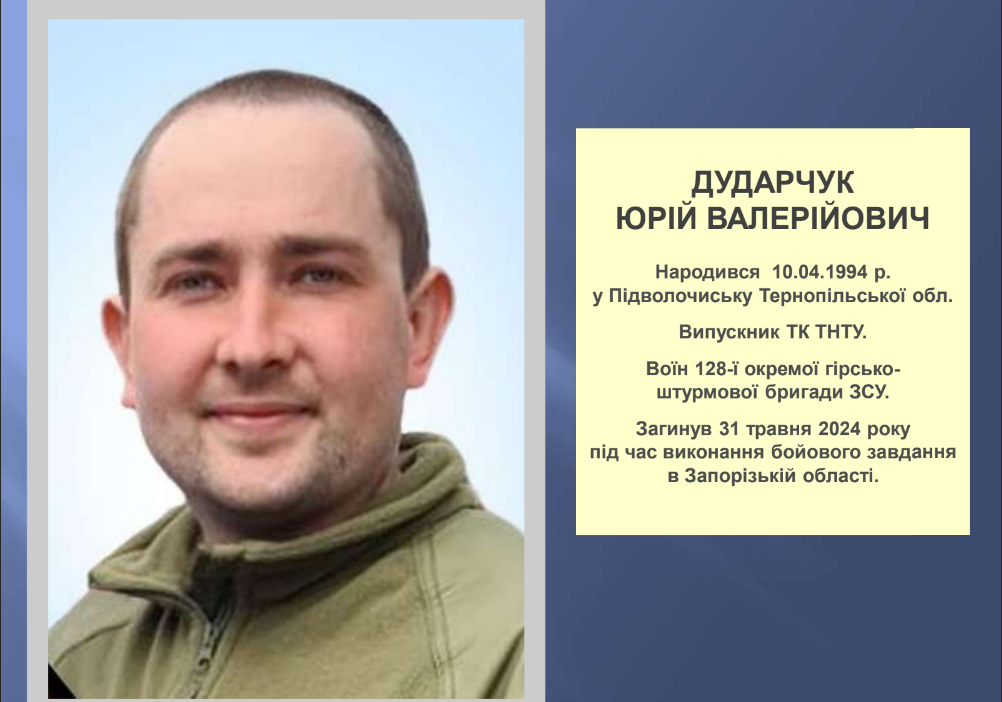 ДУДАРЧУК
ЮРІЙ ВАЛЕРІЙОВИЧ
Народився 10.04.1994 р.
у Підволочиську Тернопільської обл.
Випускник ТК ТНТУ.
Воїн 128-ї окремої гірсько-
штурмової бригади ЗСУ.
Загинув 31 травня 2024 року
під час виконання бойового завдання
в Запорізькій області.